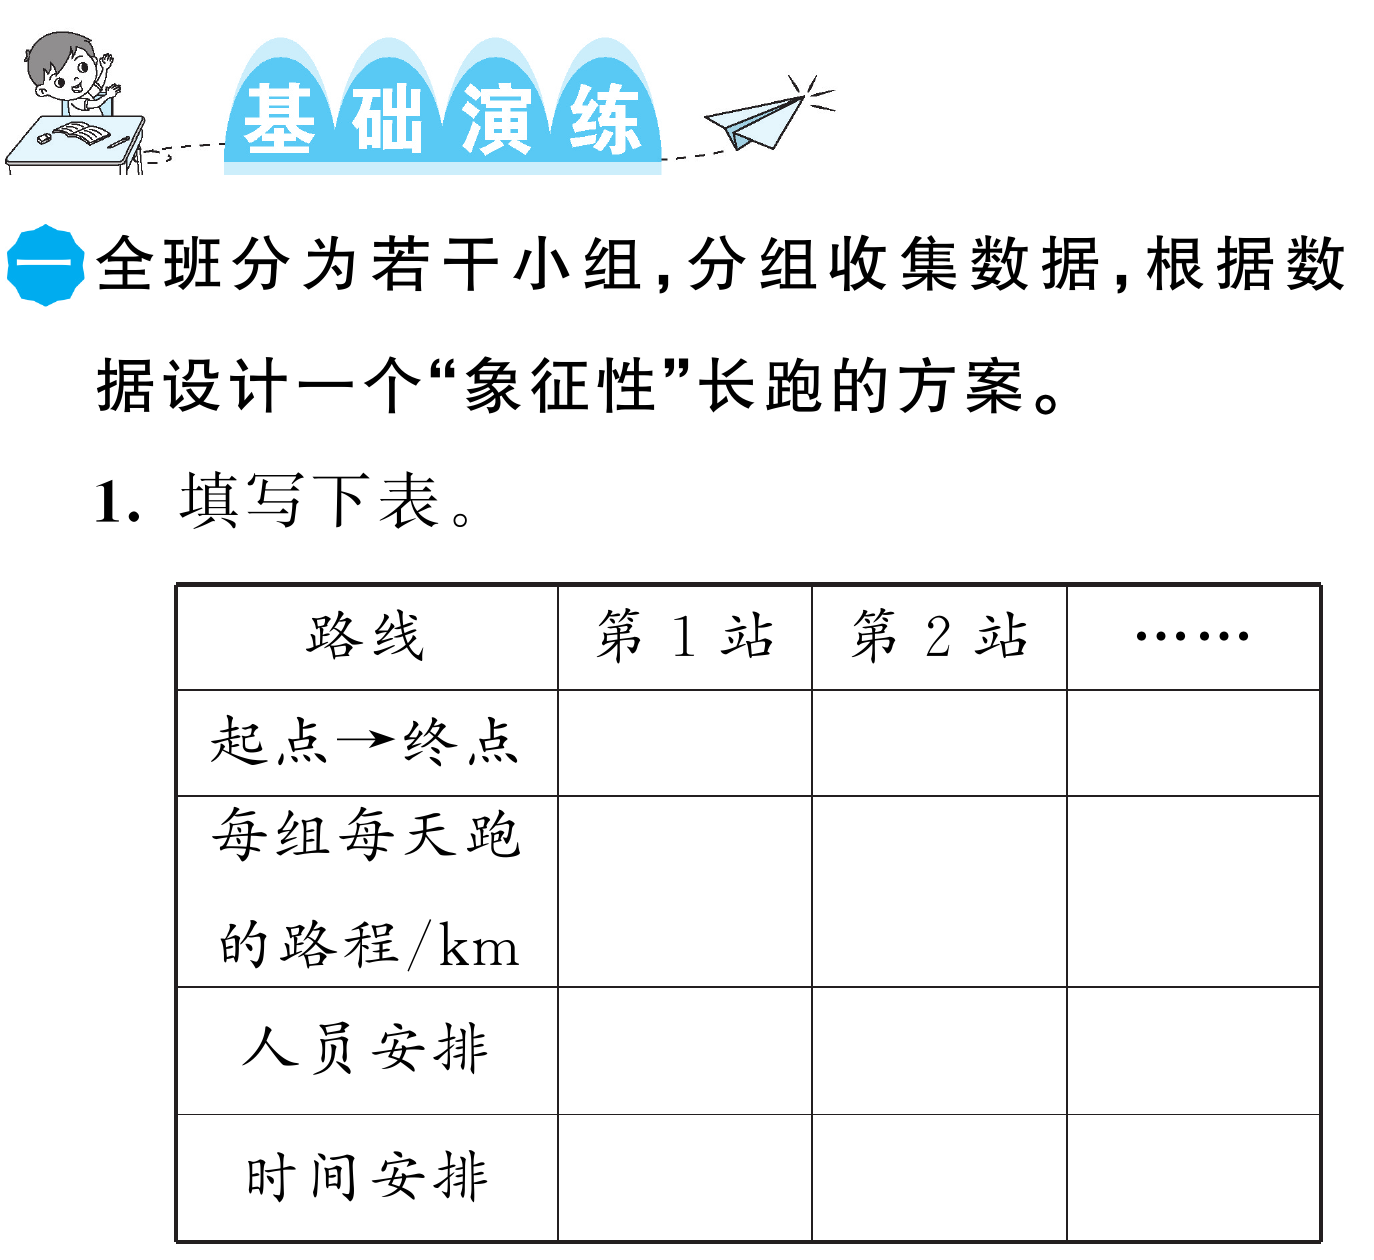 基础演练
一 全班分为若干小组,分组收集数据,根据数
据设计一个“象征性”长跑的方案。
1. 填写下表。
路线 第 1 站 第 2 站 ……
起点→终点
每组每天跑
的路程/km
人员安排
时间安排